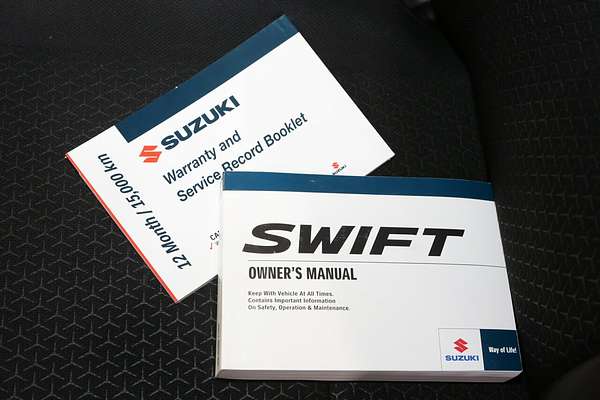 SUZUKI
Warranty and
Service Record Booklet
12 Month / 15,000 km
SUZUKI
SWIFT
OWNER'S MANUAL
Keep With Vehicle At All Times.
Contains Important Information
On Safety, Operation & Maintenance.
SUZUKI
Way of Life!